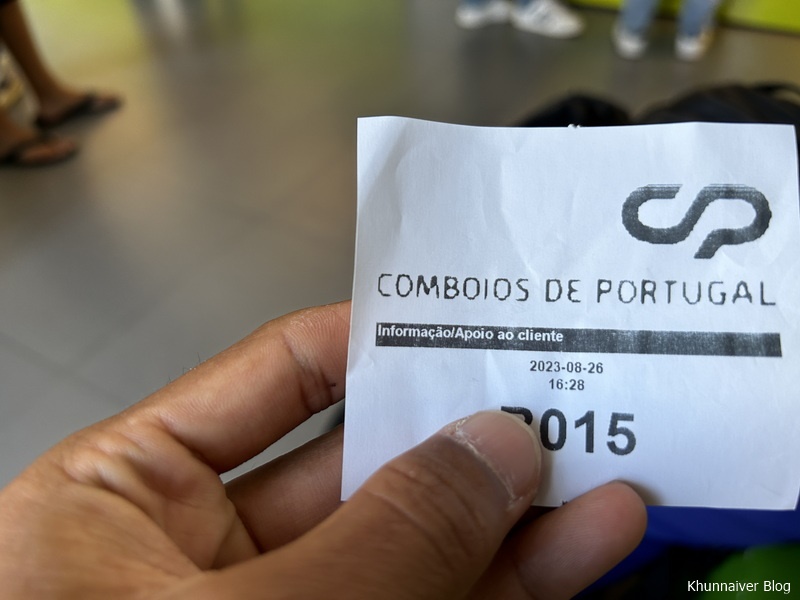 CP
COMBOIOS DE PORTUGAL
Informação/Apoio ao cliente
2023-08-26
16:28
015
Khunnaiver Blog